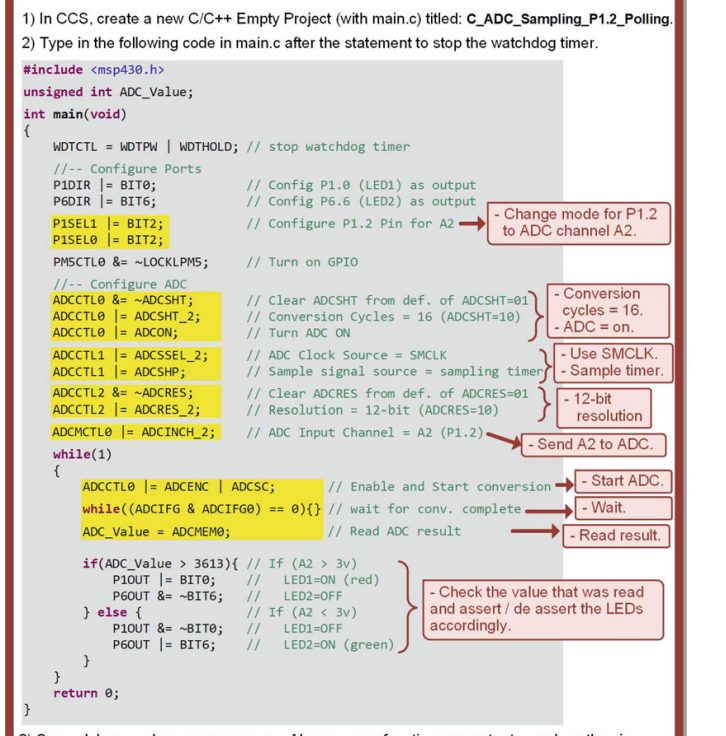 1) In CCS, create a new C/C++ Empty Project (with main.c) titled: C_ADC_Sampling_P1.2_Polling.
2) Type in the following code in main.c after the statement to stop the watchdog timer.
#include <msp430.h>
unsigned int ADC_Value;
int main(void)
{
WDTCTL = WDTPW | WDTHOLD; // stop watchdog timer
//-- Configure Ports
P1DIR |= BIT0; // Config P1.0 (LED1) as output
P6DIR |= BIT6; // Config P6.6 (LED2) as output
P1SEL1 |= BIT2; // Configure P1.2 Pin for A2
P1SEL0 |= BIT2;
- Change mode for P1.2
to ADC channel A2.
PM5CTL0 &= ~LOCKLPM5; // Turn on GPIO
//-- Configure ADC
ADCCTL0 &= ~ADCSHT; // Clear ADCSHT from def. of ADCSHT=01
ADCCTL0 |= ADCSHT_2; // Conversion Cycles = 16 (ADCSHT=10)
ADCCTL0 |= ADCON; // Turn ADC ON
- Conversion
cycles = 16.
- ADC = on.
ADCCTL1 |= ADCSSEL_2; // ADC Clock Source = SMCLK
ADCCTL1 |= ADCSHP; // Sample signal source = sampling timer
- Use SMCLK.
- Sample timer.
ADCCTL2 &= ~ADCRES; // Clear ADCRES from def. of ADCRES=01
ADCCTL2 |= ADCRES_2; // Resolution = 12-bit (ADCRES=10)
- 12-bit
resolution
ADCMCTL0 |= ADCINCH_2; // ADC Input Channel = A2 (P1.2)
- Send A2 to ADC.
while(1)
{
ADCCTL0 |= ADCENC | ADCSC; // Enable and Start conversion
- Start ADC.
while((ADCIFG & ADCIFG0) == 0){} // wait for conv. complete
- Wait.
ADC_Value = ADCMEM0; // Read ADC result
- Read result.
if(ADC_Value > 3613){ // If (A2 > 3v)
P1OUT |= BIT0; // LED1=ON (red)
P6OUT &= ~BIT6; // LED2=OFF
} else { // If (A2 < 3v)
P1OUT &= ~BIT0; // LED1=OFF
P6OUT |= BIT6; // LED2=ON (green)
}
- Check the value that was read
and assert / de assert the LEDs
accordingly.
}
return 0;
}